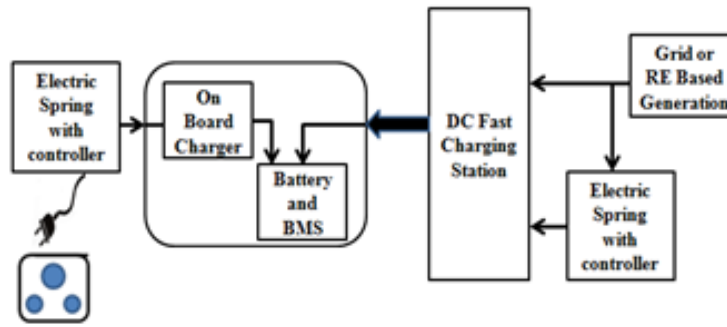 Electric
Spring
with
controller
On
Board
Charger
Battery
and
BMS
DC Fast
Charging
Station
Grid or
RE Based
Generation
Electric
Spring
with
controller